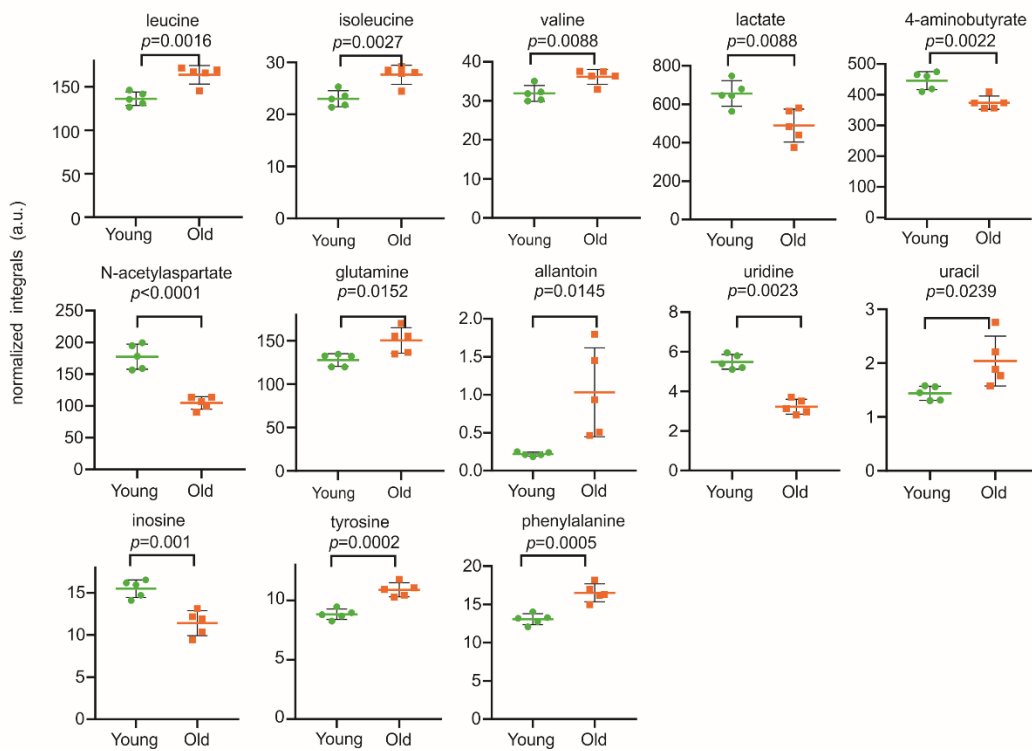 leucine
p=0.0016
150
100
50
0
Young Old
isoleucine
p=0.0027
30
20
10
0
Young Old
valine
p=0.0088
40
30
20
10
0
Young Old
lactate
p=0.0088
800
600
400
200
0
Young Old
4-aminobutyrate
p=0.0022
500
400
300
200
100
0
Young Old
normalized integrals (a.u.)
N-acetylaspartate
p<0.0001
250
200
150
100
50
0
Young Old
glutamine
p=0.0152
150
100
50
0
Young Old
allantoin
p=0.0145
2.0
1.5
1.0
0.5
0.0
Young Old
uridine
p=0.0023
8
6
4
2
0
Young Old
uracil
p=0.0239
3
2
1
0
Young Old
inosine
p=0.001
15
10
5
0
Young Old
tyrosine
p=0.0002
10
5
0
Young Old
phenylalanine
p=0.0005
20
15
10
5
0
Young Old